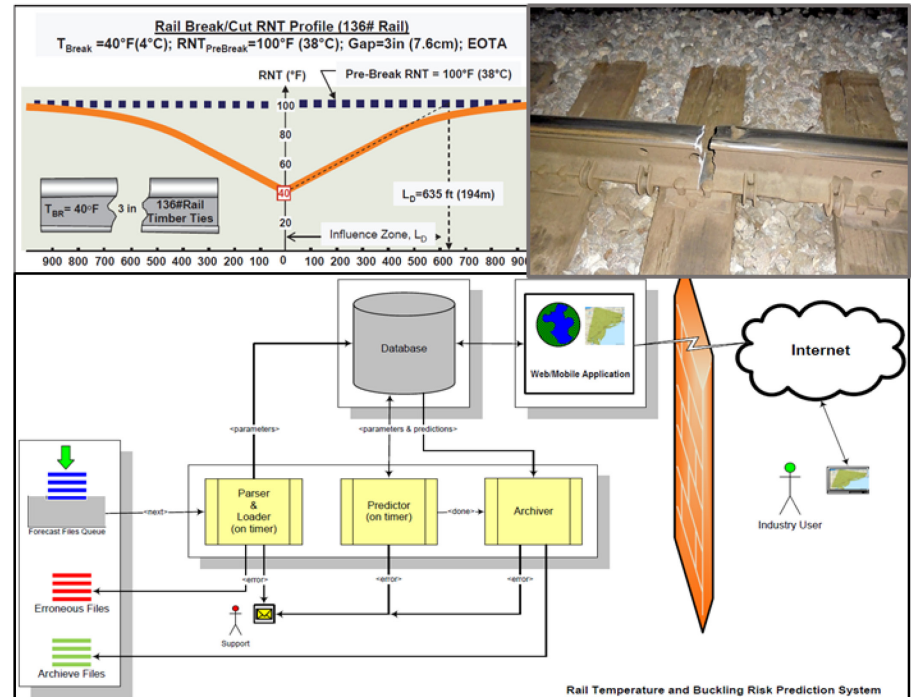 Rail Break/Cut RNT Profile (136# Rail)
T_Break =40°F(4°C); RNT_PreBreak=100°F (38°C); Gap=3in (7.6cm); EOTA
RNT (°F)
Pre-Break RNT = 100°F (38°C)
100
80
60
40
20
T_BR= 40°F
3 in
136#Rail
Timber Ties
L_D=635 ft (194m)
Influence Zone, L_D
900 800 700 600 500 400 300 200 100 0 100 200 300 400 500 600 700 800 900
Database
Web/Mobile Application
Internet
<parameters>
<parameters & predictions>
Forecast Files Queue
<next>
Parser
&
Loader
(on timer)
Predictor
(on timer)
<done>
Archiver
Industry User
<error>
<error>
<error>
Erroneous Files
Support
Archieve Files
Rail Temperature and Buckling Risk Prediction System